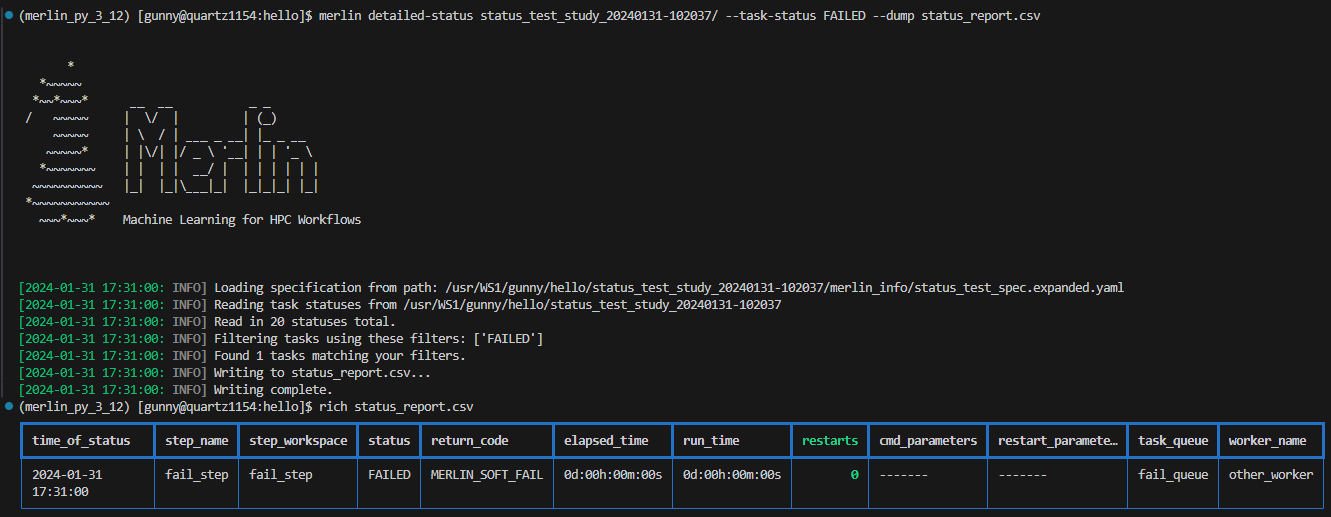 (merlin_py_3_12) [gunny@quartz1154:hello]$ merlin detailed-status status_test_study_20240131-102037/ --task-status FAILED --dump status_report.csv
Merlin
Machine Learning for HPC Workflows
[2024-01-31 17:31:00: INFO] Loading specification from path: /usr/WS1/gunny/hello/status_test_study_20240131-102037/merlin_info/status_test_spec.expanded.yaml
[2024-01-31 17:31:00: INFO] Reading task statuses from /usr/WS1/gunny/hello/status_test_study_20240131-102037
[2024-01-31 17:31:00: INFO] Read in 20 statuses total.
[2024-01-31 17:31:00: INFO] Filtering tasks using these filters: ['FAILED']
[2024-01-31 17:31:00: INFO] Found 1 tasks matching your filters.
[2024-01-31 17:31:00: INFO] Writing to status_report.csv...
[2024-01-31 17:31:00: INFO] Writing complete.
(merlin_py_3_12) [gunny@quartz1154:hello]$ rich status_report.csv
time_of_status step_name step_workspace status return_code elapsed_time run_time restarts cmd_parameters restart_paramete… task_queue worker_name
2024-01-31 fail_step fail_step FAILED MERLIN_SOFT_FAIL 0d:00h:00m:00s 0d:00h:00m:00s 0 ------- ------- fail_queue other_worker
17:31:00